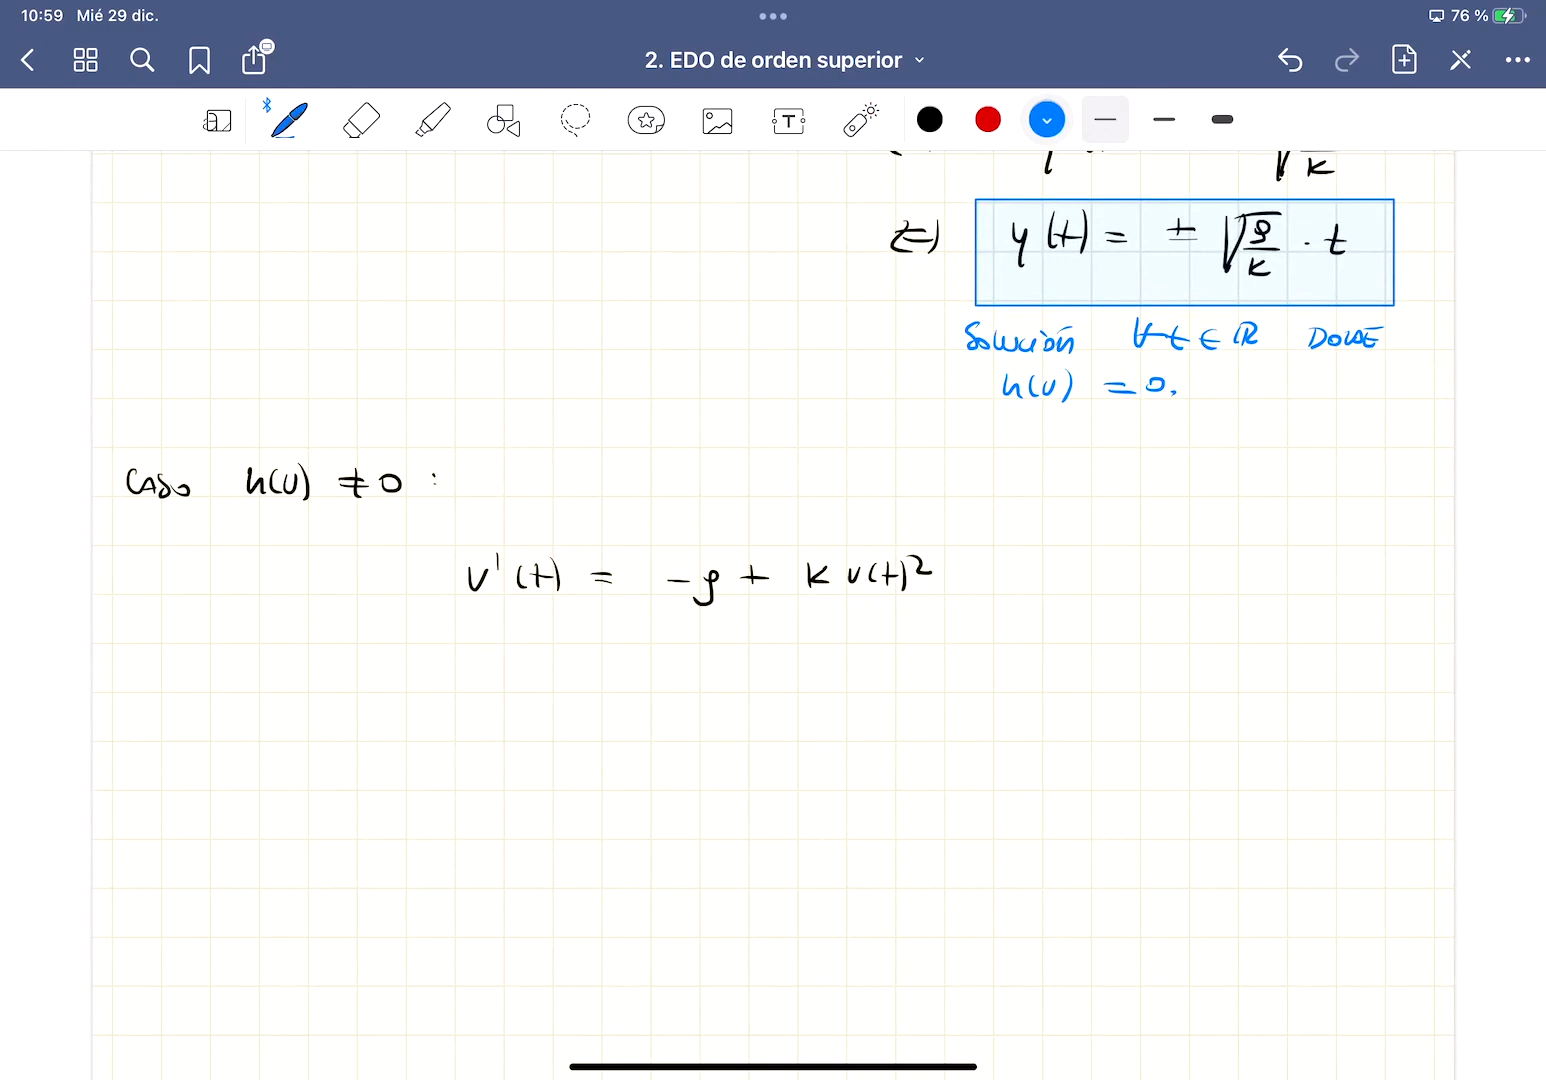 10:59 Mié 29 dic. 76 %
2. EDO de orden superior
k
y(t) = ± √(g/k) · t
Solución ∀t ∈ ℝ DONDE
h(v) = 0.
CASO h(v) ≠ 0 :
v'(t) = -g + k v(t)²